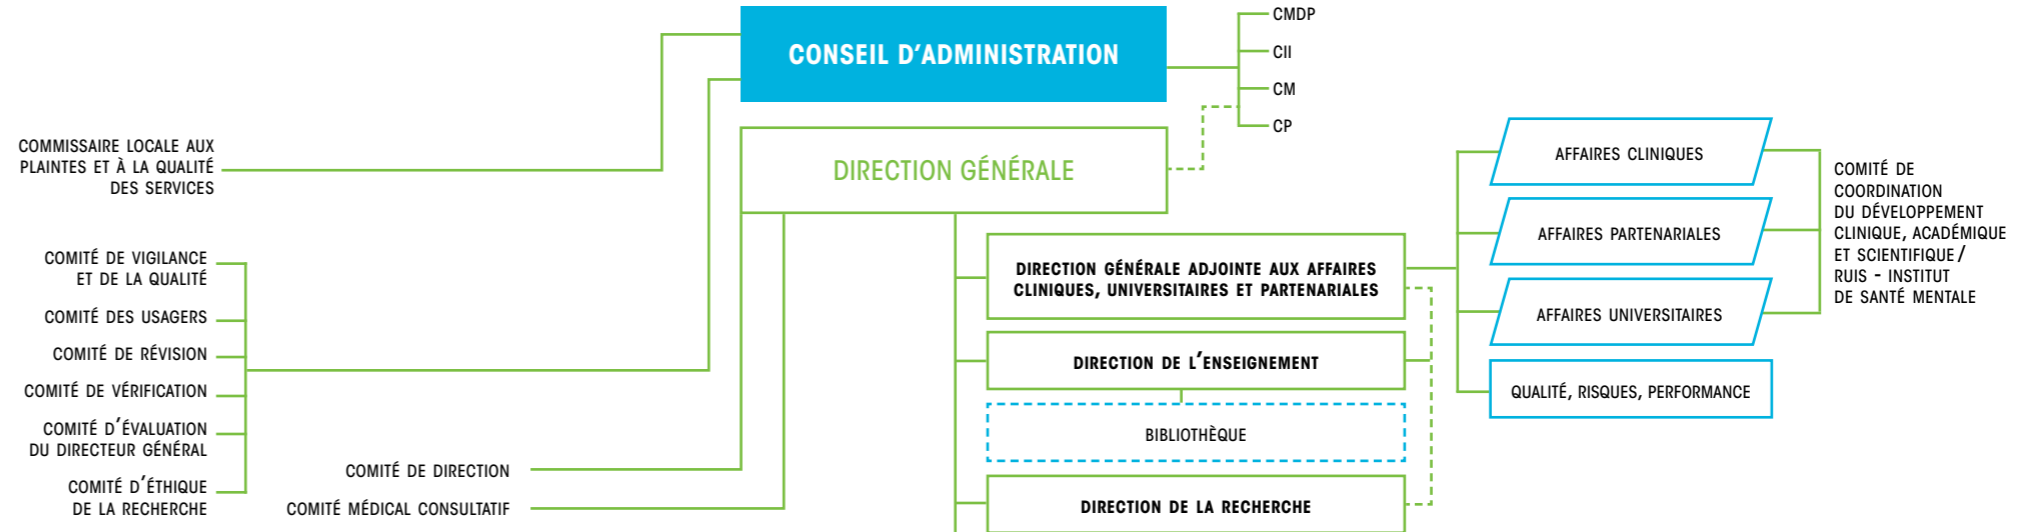 CONSEIL D'ADMINISTRATION
CMDP
CII
CM
CP
COMMISSAIRE LOCALE AUX
PLAINTES ET À LA QUALITÉ
DES SERVICES
DIRECTION GÉNÉRALE
COMITÉ DE VIGILANCE
ET DE LA QUALITÉ
COMITÉ DES USAGERS
COMITÉ DE RÉVISION
COMITÉ DE VÉRIFICATION
COMITÉ D'ÉVALUATION
DU DIRECTEUR GÉNÉRAL
COMITÉ D'ÉTHIQUE
DE LA RECHERCHE
COMITÉ DE DIRECTION
COMITÉ MÉDICAL CONSULTATIF
DIRECTION GÉNÉRALE ADJOINTE AUX AFFAIRES
CLINIQUES, UNIVERSITAIRES ET PARTENARIALES
DIRECTION DE L'ENSEIGNEMENT
BIBLIOTHÈQUE
DIRECTION DE LA RECHERCHE
AFFAIRES CLINIQUES
AFFAIRES PARTENARIALES
AFFAIRES UNIVERSITAIRES
QUALITÉ, RISQUES, PERFORMANCE
COMITÉ DE
COORDINATION
DU DÉVELOPPEMENT
CLINIQUE, ACADÉMIQUE
ET SCIENTIFIQUE /
RUIS - INSTITUT
DE SANTÉ MENTALE